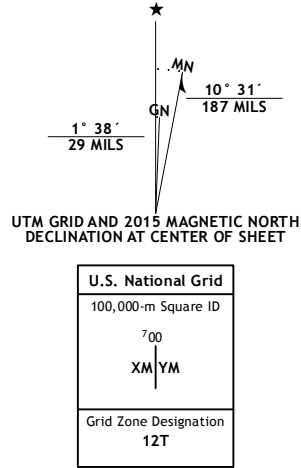 ★
MN
GN
10° 31´
187 MILS
1° 38´
29 MILS
UTM GRID AND 2015 MAGNETIC NORTH
DECLINATION AT CENTER OF SHEET
U.S. National Grid
100,000-m Square ID
⁷00
XM YM
Grid Zone Designation
12T